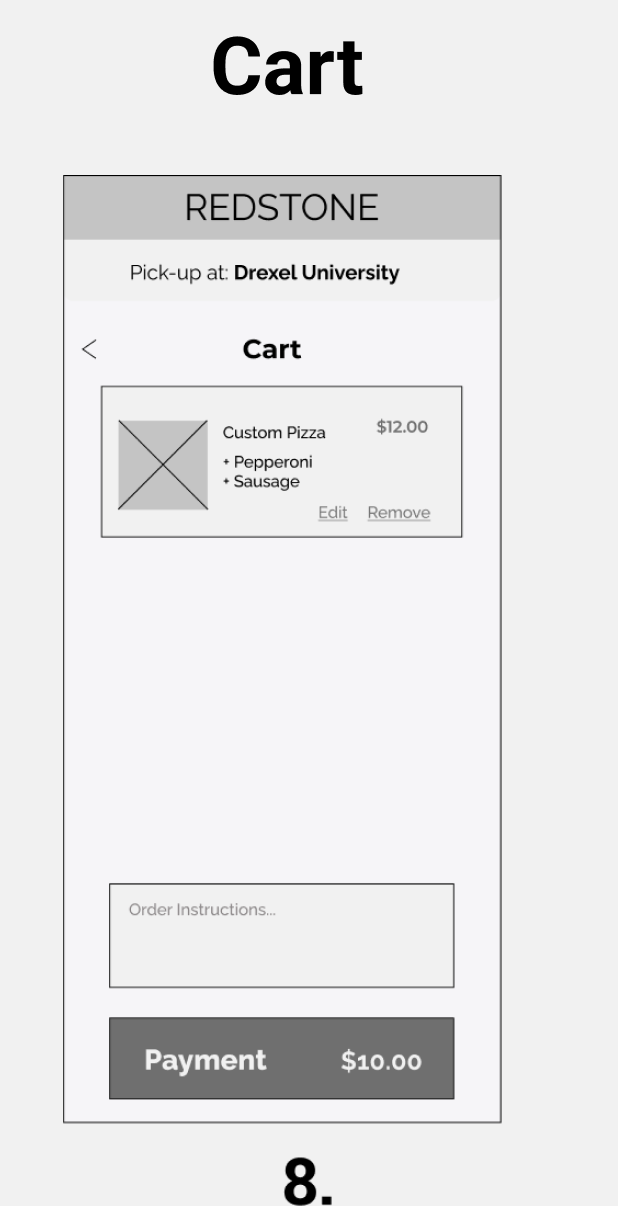 Cart
REDSTONE
Pick-up at: Drexel University
< Cart
Custom Pizza $12.00
+ Pepperoni
+ Sausage
Edit Remove
Order Instructions...
Payment $10.00
8.